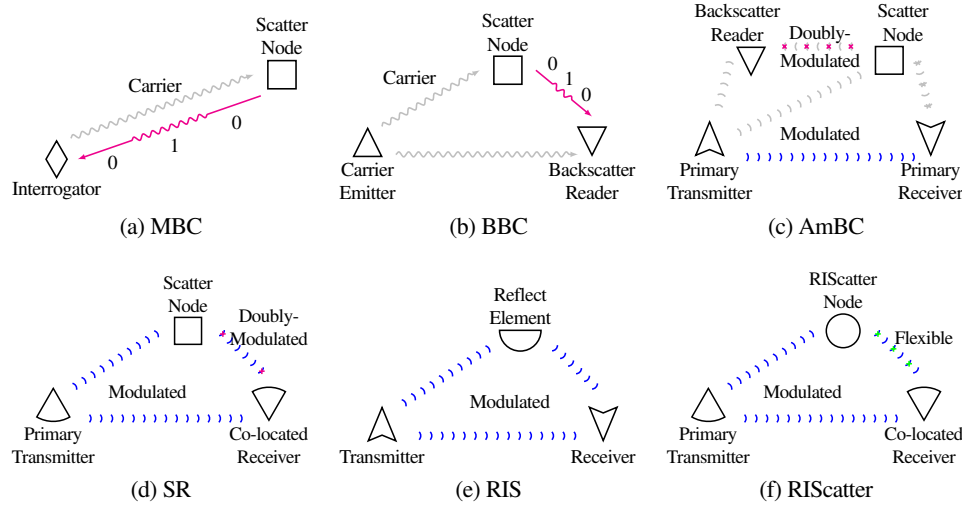 Scatter
Node
Carrier
0
1
0
Interrogator
(a) MBC
Scatter
Node
Carrier
0
1
0
Carrier
Emitter
Backscatter
Reader
(b) BBC
Backscatter
Reader
Doubly-
Modulated
Scatter
Node
Modulated
Primary
Transmitter
Primary
Receiver
(c) AmBC
Scatter
Node
Doubly-
Modulated
Modulated
Primary
Transmitter
Co-located
Receiver
(d) SR
Reflect
Element
Modulated
Transmitter
Receiver
(e) RIS
RIScatter
Node
Flexible
Modulated
Primary
Transmitter
Co-located
Receiver
(f) RIScatter